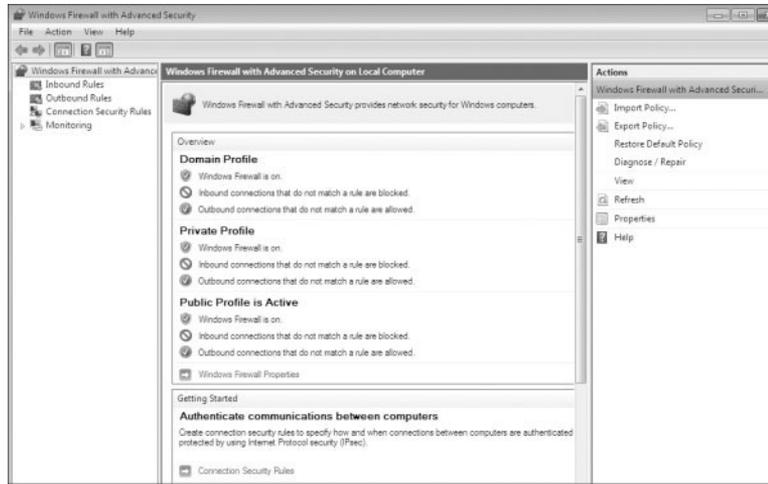 Windows Firewall with Advanced Security
File Action View Help
Windows Firewall with Advance
Inbound Rules
Outbound Rules
Connection Security Rules
Monitoring
Windows Firewall with Advanced Security on Local Computer
Windows Firewall with Advanced Security provides network security for Windows computers.
Overview
Domain Profile
Windows Firewall is on.
Inbound connections that do not match a rule are blocked.
Outbound connections that do not match a rule are allowed.
Private Profile
Windows Firewall is on.
Inbound connections that do not match a rule are blocked.
Outbound connections that do not match a rule are allowed.
Public Profile is Active
Windows Firewall is on.
Inbound connections that do not match a rule are blocked.
Outbound connections that do not match a rule are allowed.
Windows Firewall Properties
Getting Started
Authenticate communications between computers
Create connection security rules to specify how and when connections between computers are authenticated
protected by using Internet Protocol security (IPsec).
Connection Security Rules
Actions
Windows Firewall with Advanced Securi...
Import Policy...
Export Policy...
Restore Default Policy
Diagnose / Repair
View
Refresh
Properties
Help